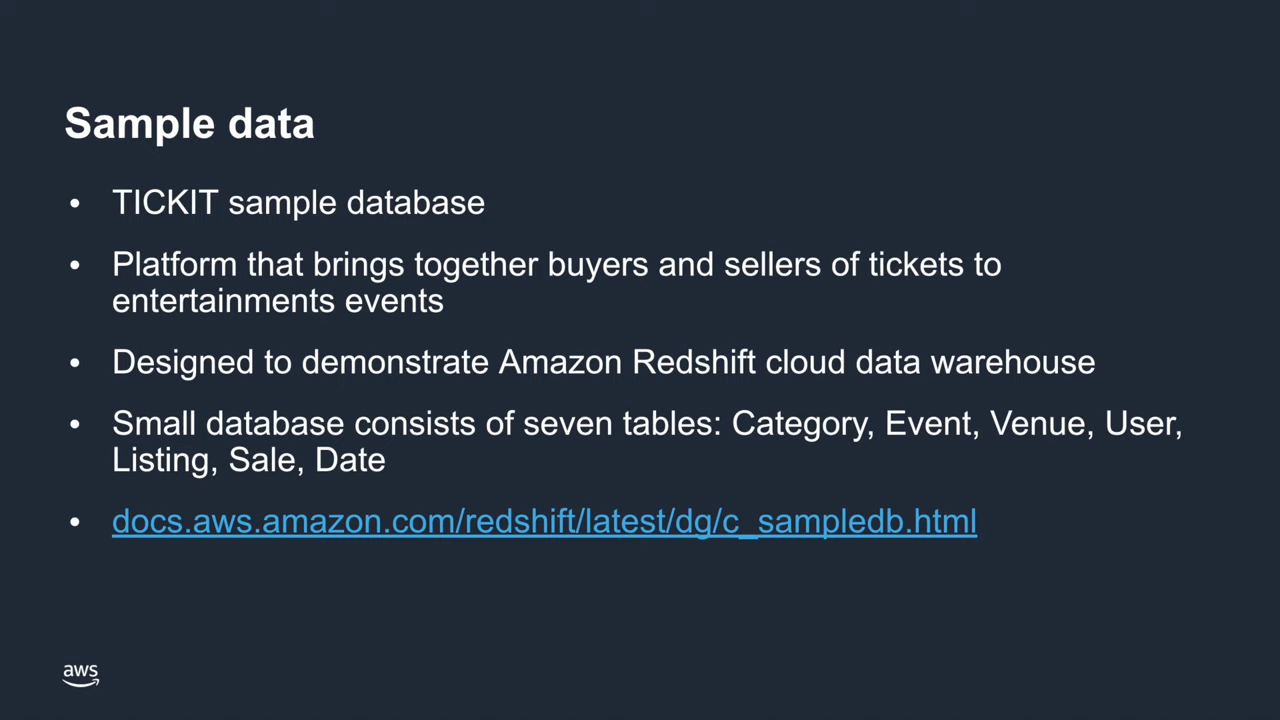 Sample data
• TICKIT sample database
• Platform that brings together buyers and sellers of tickets to
entertainments events
• Designed to demonstrate Amazon Redshift cloud data warehouse
• Small database consists of seven tables: Category, Event, Venue, User,
Listing, Sale, Date
• docs.aws.amazon.com/redshift/latest/dg/c_sampledb.html
aws